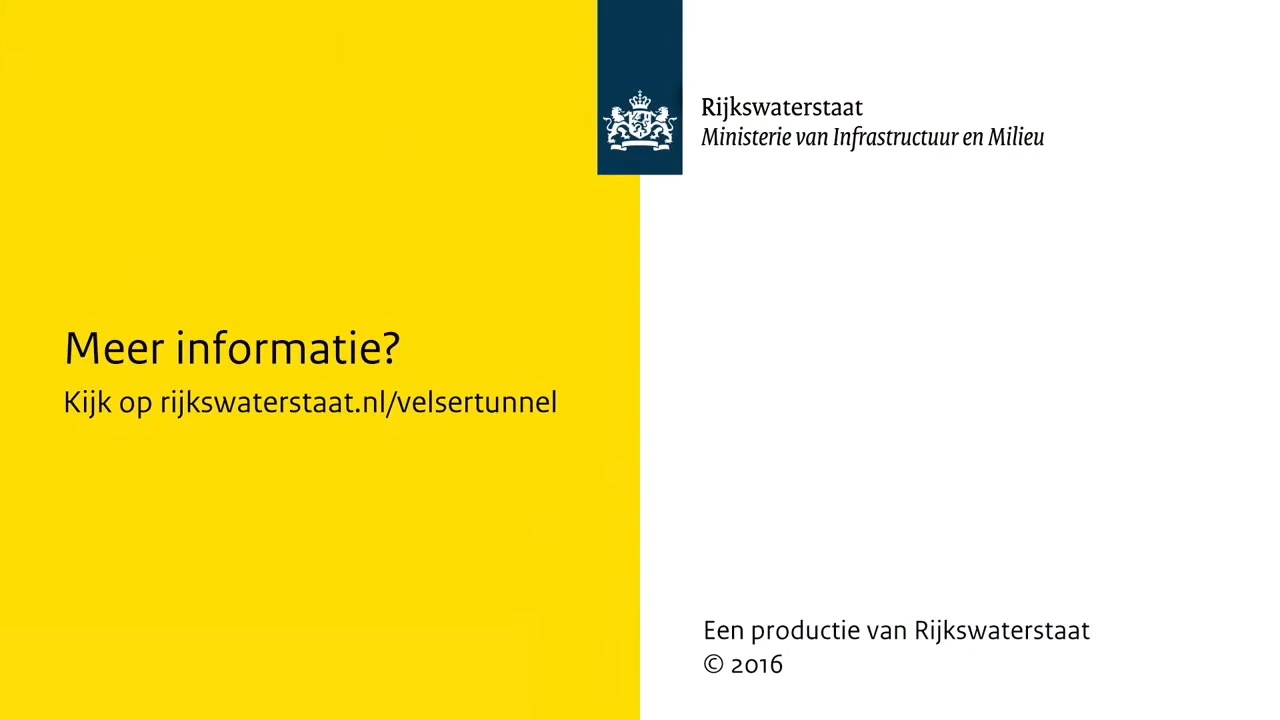 Rijkswaterstaat
Ministerie van Infrastructuur en Milieu
Meer informatie?
Kijk op rijkswaterstaat.nl/velsertunnel
Een productie van Rijkswaterstaat
© 2016